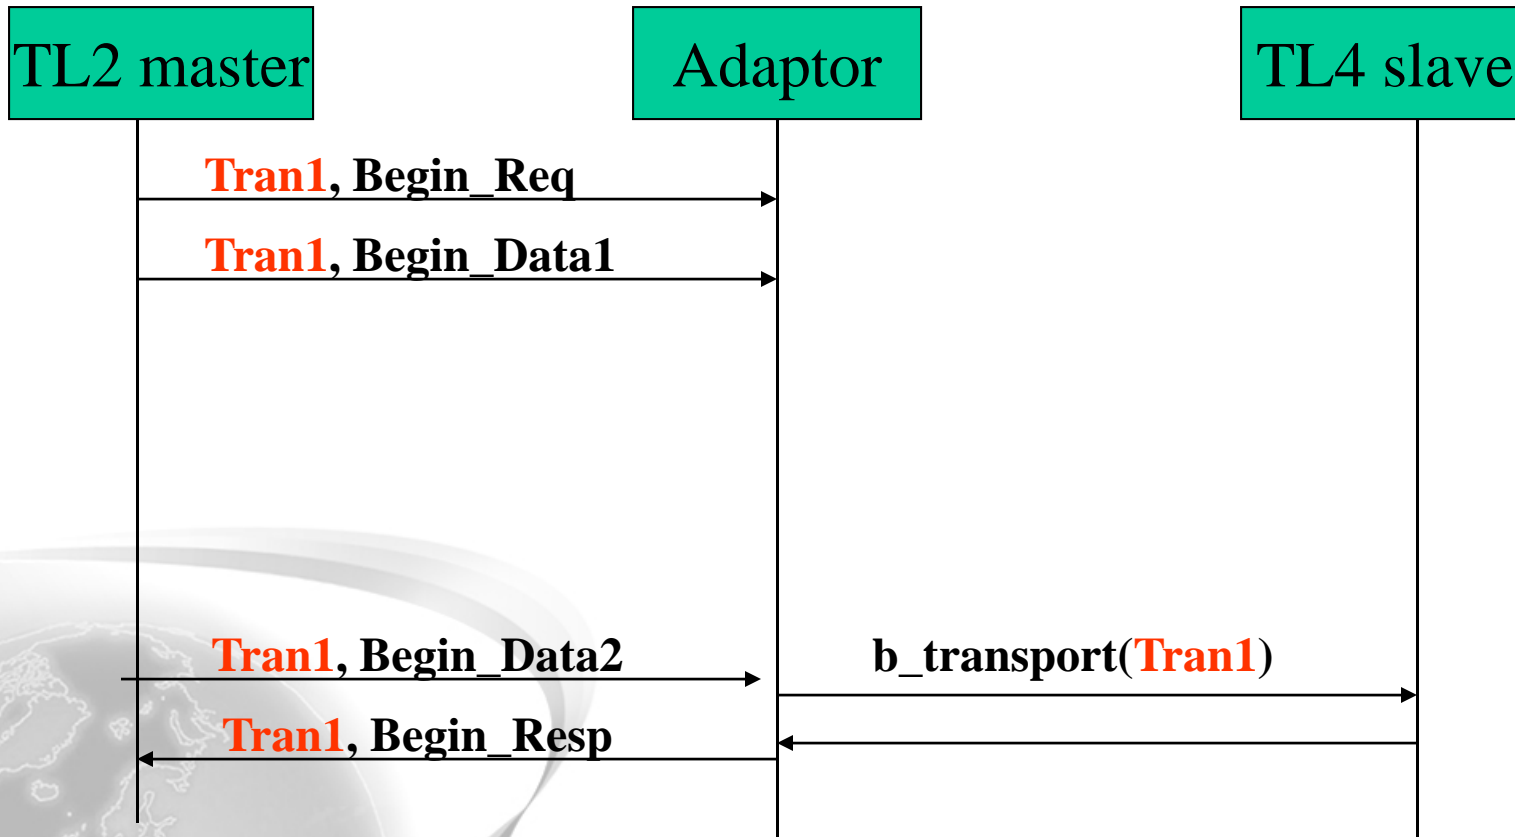 TL2 master
Adaptor
TL4 slave
Tran1, Begin_Req
Tran1, Begin_Data1
Tran1, Begin_Data2
b_transport(Tran1)
Tran1, Begin_Resp